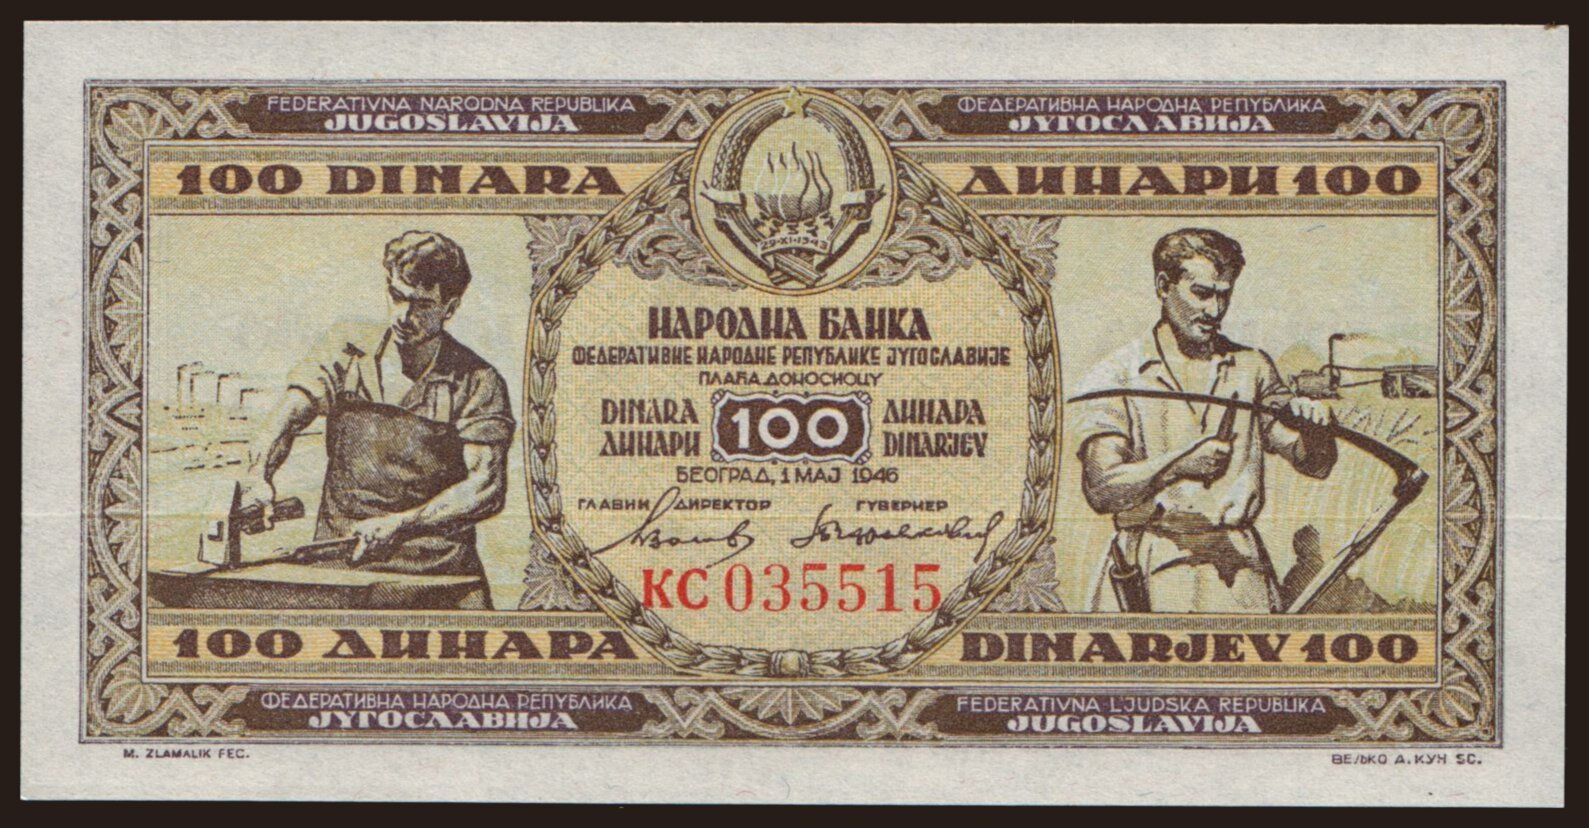 FEDERATIVNA NARODNA REPUBLIKA
JUGOSLAVIJA
ФЕДЕРАТИВНА НАРОДНА РЕПУБЛИКА
ЈУГОСЛАВИЈА
100 DINARA
ДИНАРИ 100
29·XI·1943
НАРОДНА БАНКА
ФЕДЕРАТИВНЕ НАРОДНЕ РЕПУБЛИКЕ ЈУГОСЛАВИЈЕ
ПЛАЋА ДОНОСИОЦУ
DINARA 100 ДИНАРА
ДИНАРИ DINARJEV
БЕОГРАД, 1 МАЈ 1946
ГЛАВНИ ДИРЕКТОР ГУВЕРНЕР
КС 035515
100 ДИНАРА
DINARJEV 100
ФЕДЕРАТИВНА НАРОДНА РЕПУБЛИКА
ЈУГОСЛАВИЈА
FEDERATIVNA LJUDSKA REPUBLIKA
JUGOSLAVIJA
M. ZLAMALIK FEC.
ВЕЉКО А. КУН SC.